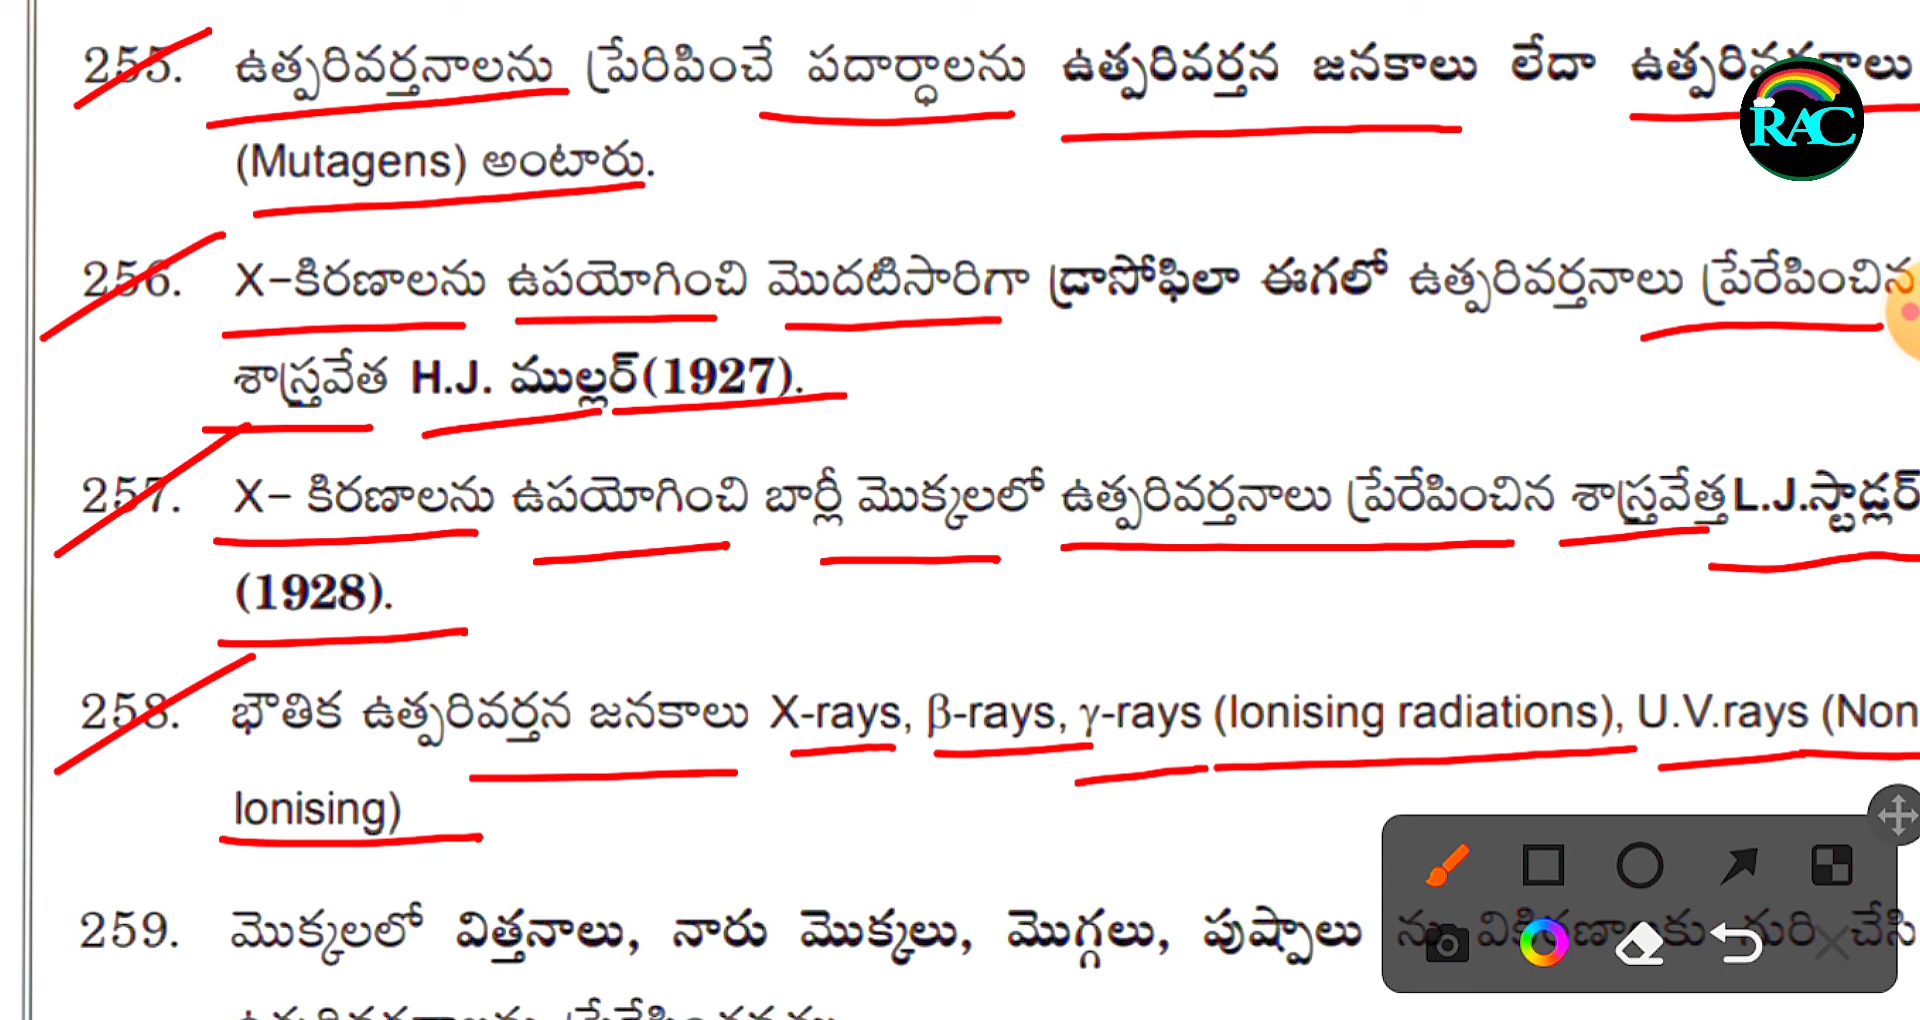 255. ఉత్పరివర్తనాలను ప్రేరిపించే పదార్ధాలను ఉత్పరివర్తన జనకాలు లేదా
RAC
(Mutagens) అంటారు.
256. X-కిరణాలను ఉపయోగించి మొదటిసారిగా డ్రాసోఫిలా ఈగలో ఉత్పరివర్తనాలు ప్రేరేపించిన
శాస్త్రవేత H.J. ముల్లర్(1927).
257. X- కిరణాలను ఉపయోగించి బార్లీ మొక్కలలో ఉత్పరివర్తనాలు ప్రేరేపించిన శాస్త్రవేత్త L.J.స్టాడ్లర్
(1928).
258. భౌతిక ఉత్పరివర్తన జనకాలు X-rays, β-rays, γ-rays (Ionising radiations), U.V.rays (Non
Ionising)
259. మొక్కలలో విత్తనాలు, నారు మొక్కలు, మొగ్గలు, పుష్పాలు ను వికిరణాలకు గురి చేసి